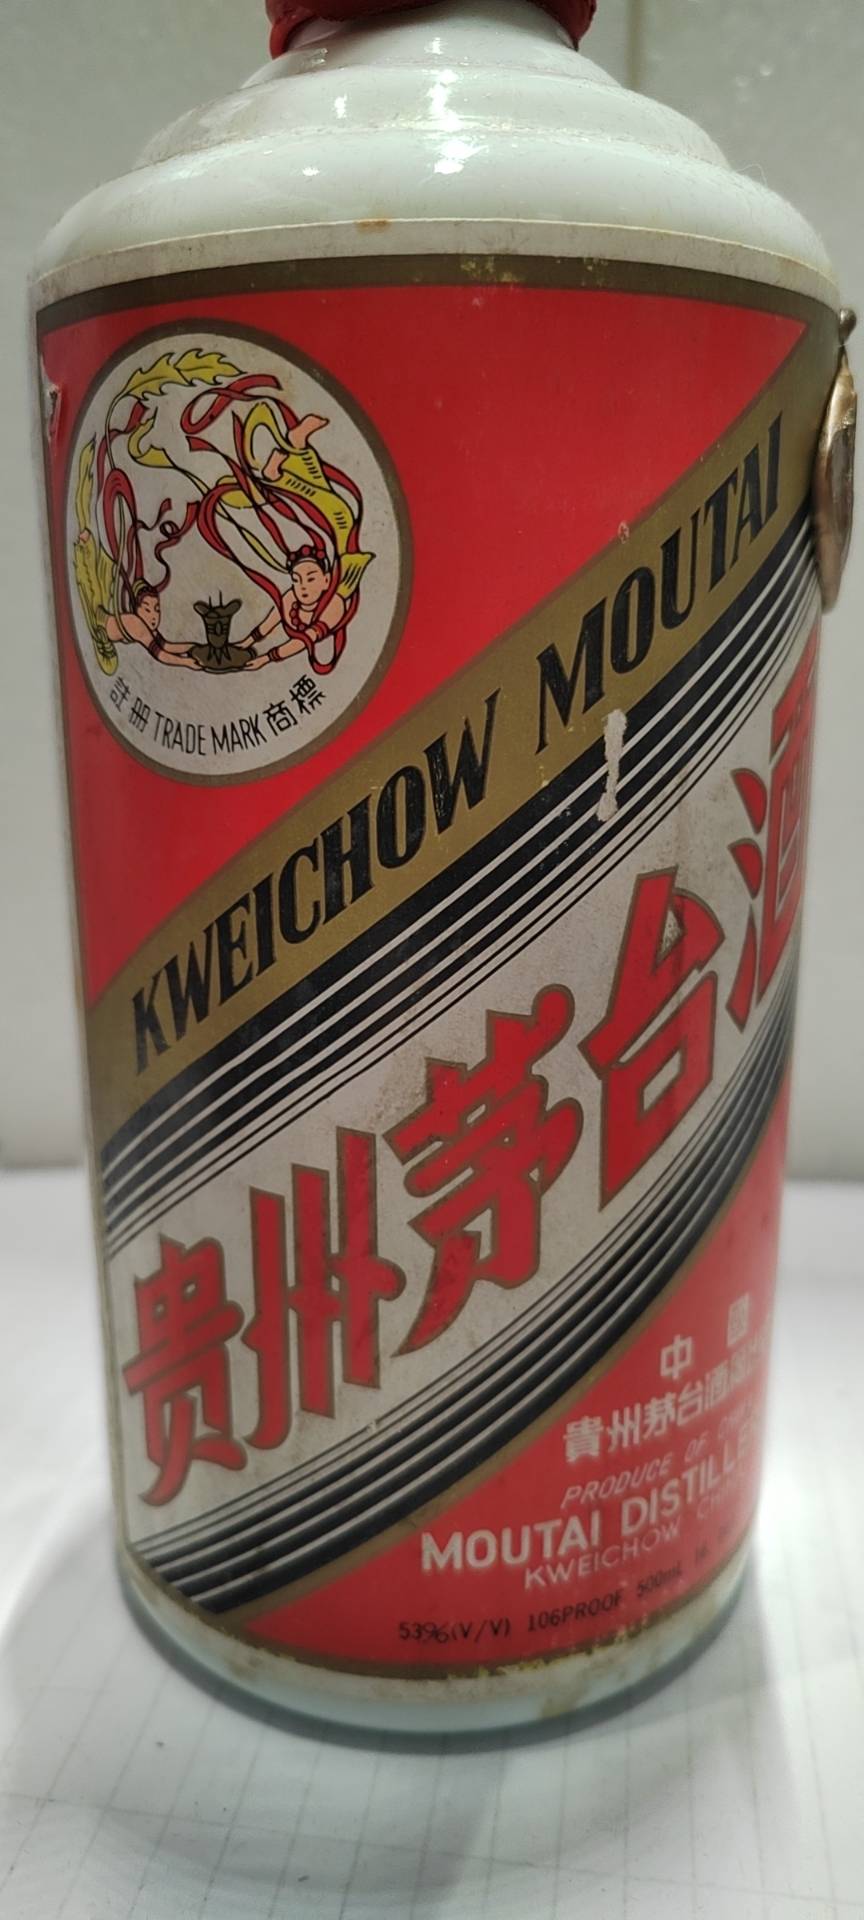 註册 TRADE MARK 商標
KWEICHOW MOUTAI
贵州茅台酒
中國
貴州茅台酒
PRODUCE OF
MOUTAI DISTILLE
KWEICHOW
53%(V/V) 106PROOF 500mL